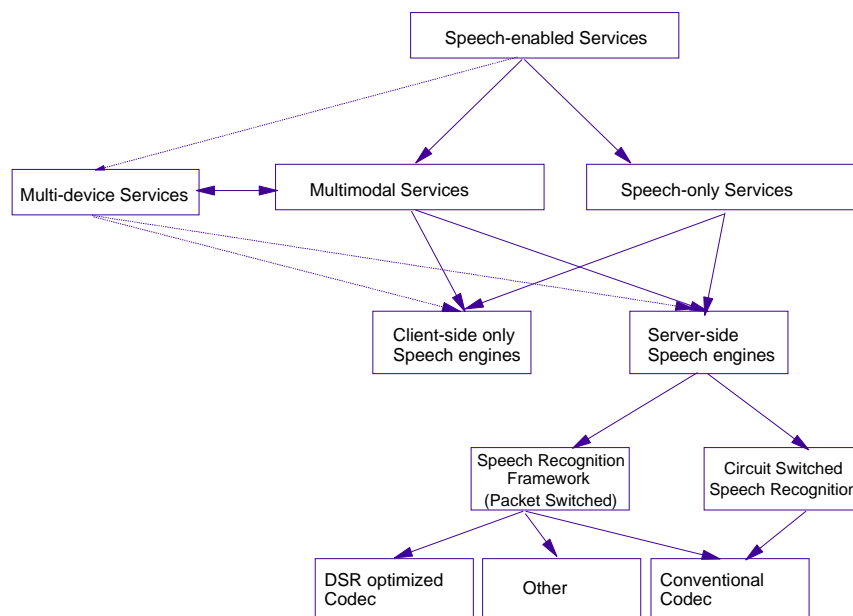 Speech-enabled Services
Multi-device Services
Multimodal Services
Speech-only Services
Client-side only
Speech engines
Server-side
Speech engines
Speech Recognition
Framework
(Packet Switched)
Circuit Switched
Speech Recognition
DSR optimized
Codec
Other
Conventional
Codec